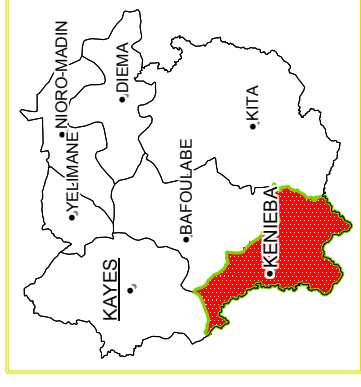 NIORO-MADIN
YELIMANE
DIEMA
KAYES
BAFOULABE
KITA
KENIEBA